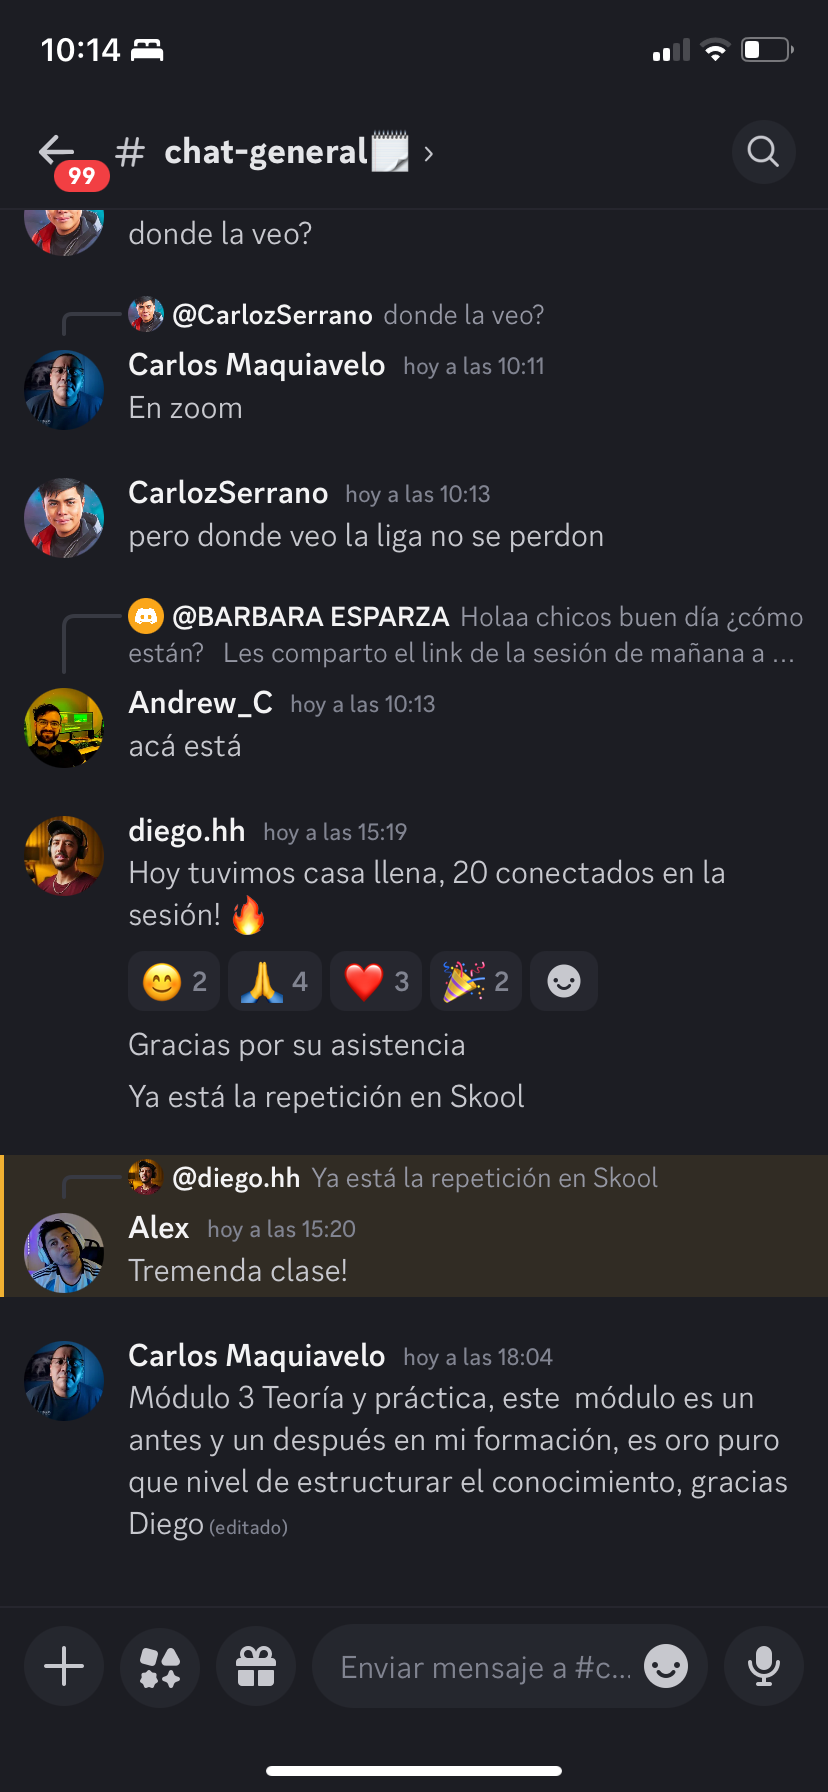 10:14
99
# chat-general
donde la veo?
@CarlozSerrano donde la veo?
Carlos Maquiavelo hoy a las 10:11
En zoom
CarlozSerrano hoy a las 10:13
pero donde veo la liga no se perdon
@BARBARA ESPARZA Holaa chicos buen día ¿cómo
están? Les comparto el link de la sesión de mañana a ...
Andrew_C hoy a las 10:13
acá está
diego.hh hoy a las 15:19
Hoy tuvimos casa llena, 20 conectados en la
sesión! 🔥
😊 2 🙏 4 ❤️ 3 🎉 2
Gracias por su asistencia
Ya está la repetición en Skool
@diego.hh Ya está la repetición en Skool
Alex hoy a las 15:20
Tremenda clase!
Carlos Maquiavelo hoy a las 18:04
Módulo 3 Teoría y práctica, este  módulo es un
antes y un después en mi formación, es oro puro
que nivel de estructurar el conocimiento, gracias
Diego (editado)
Enviar mensaje a #c...